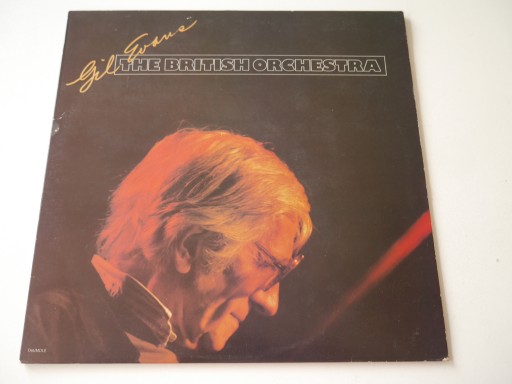 Gil Evans
THE BRITISH ORCHESTRA